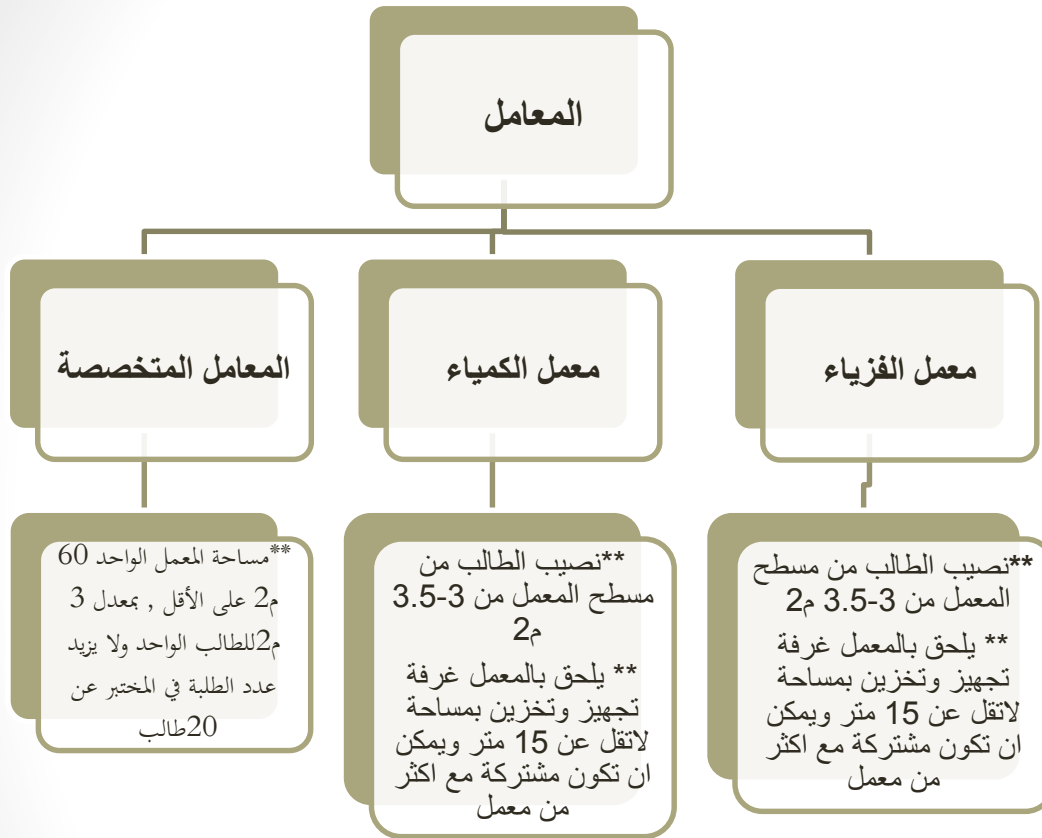 المعامل
معمل الفزياء
معمل الكمياء
المعامل المتخصصة
**نصيب الطالب من مسطح
المعمل من 3-3.5 م2
** يلحق بالمعمل غرفة
تجهيز وتخزين بمساحة
لاتقل عن 15 متر ويمكن
ان تكون مشتركة مع اكثر
من معمل
**نصيب الطالب من
مسطح المعمل من 3-3.5
م2
** يلحق بالمعمل غرفة
تجهيز وتخزين بمساحة
لاتقل عن 15 متر ويمكن
ان تكون مشتركة مع اكثر
من معمل
**مساحة المعمل الواحد 60
م2 على الأقل , بمعدل 3
م2للطالب الواحد ولا يزيد
عدد الطلبة في المختبر عن
20طالب